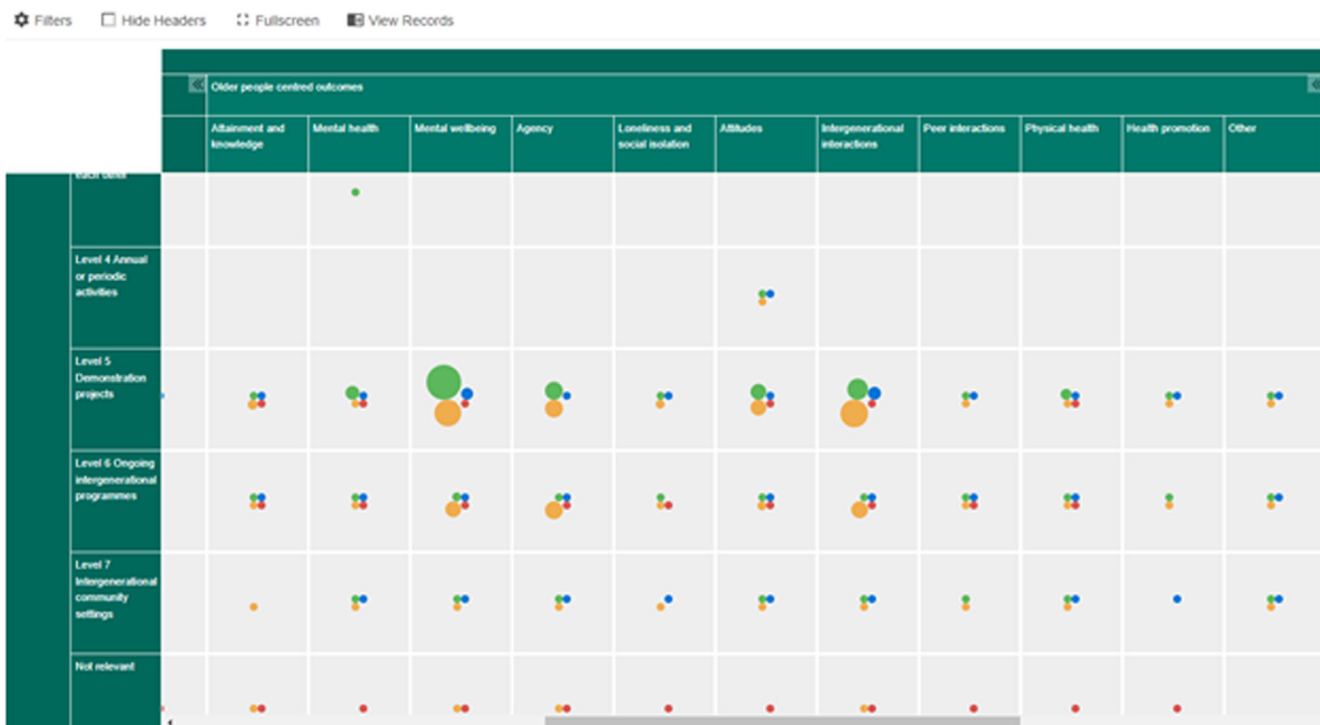 Filters Hide Headers Fullscreen View Records
Older people centred outcomes
Attainment and
knowledge
Mental health
Mental wellbeing
Agency
Loneliness and
social isolation
Attitudes
Intergenerational
interactions
Peer interactions
Physical health
Health promotion
Other
each other
Level 4 Annual
or periodic
activities
Level 5
Demonstration
projects
Level 6 Ongoing
intergenerational
programmes
Level 7
Intergenerational
community
settings
Not relevant